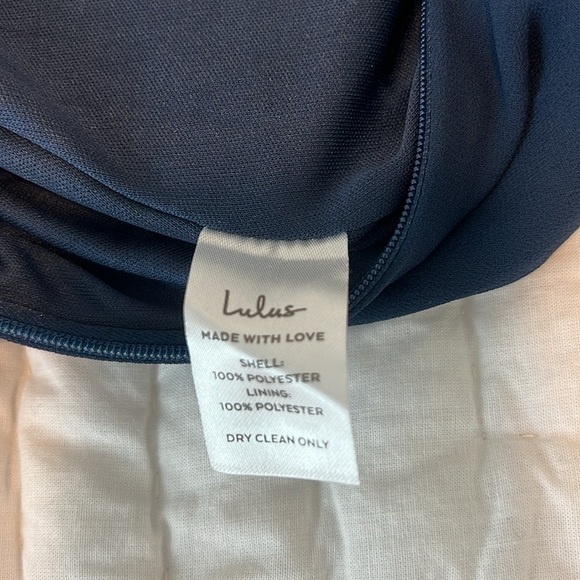 Lulus
MADE WITH LOVE
SHELL:
100% POLYESTER
LINING:
100% POLYESTER
DRY CLEAN ONLY